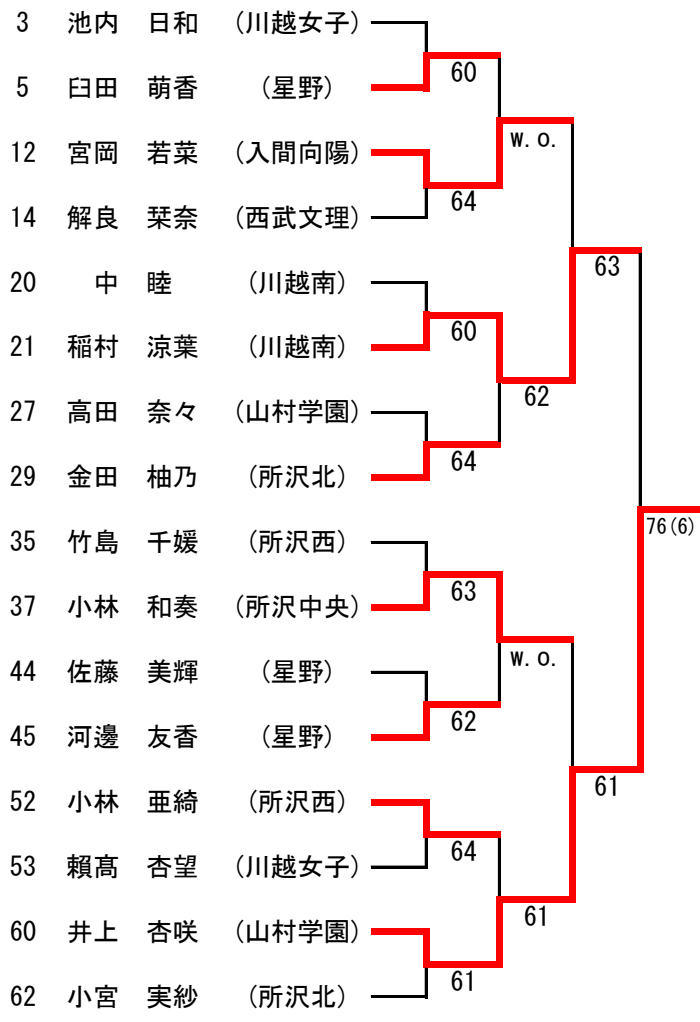 3 池内 日和 (川越女子)
60
5 臼田 萌香 (星野)
w.o.
12 宮岡 若菜 (入間向陽)
64
14 解良 栞奈 (西武文理)
63
20 中 睦 (川越南)
60
21 稲村 涼葉 (川越南)
62
27 高田 奈々 (山村学園)
64
29 金田 柚乃 (所沢北)
76(6)
35 竹島 千媛 (所沢西)
63
37 小林 和奏 (所沢中央)
w.o.
44 佐藤 美輝 (星野)
62
45 河邊 友香 (星野)
61
52 小林 亜綺 (所沢西)
64
53 賴髙 杏望 (川越女子)
61
60 井上 杏咲 (山村学園)
61
62 小宮 実紗 (所沢北)